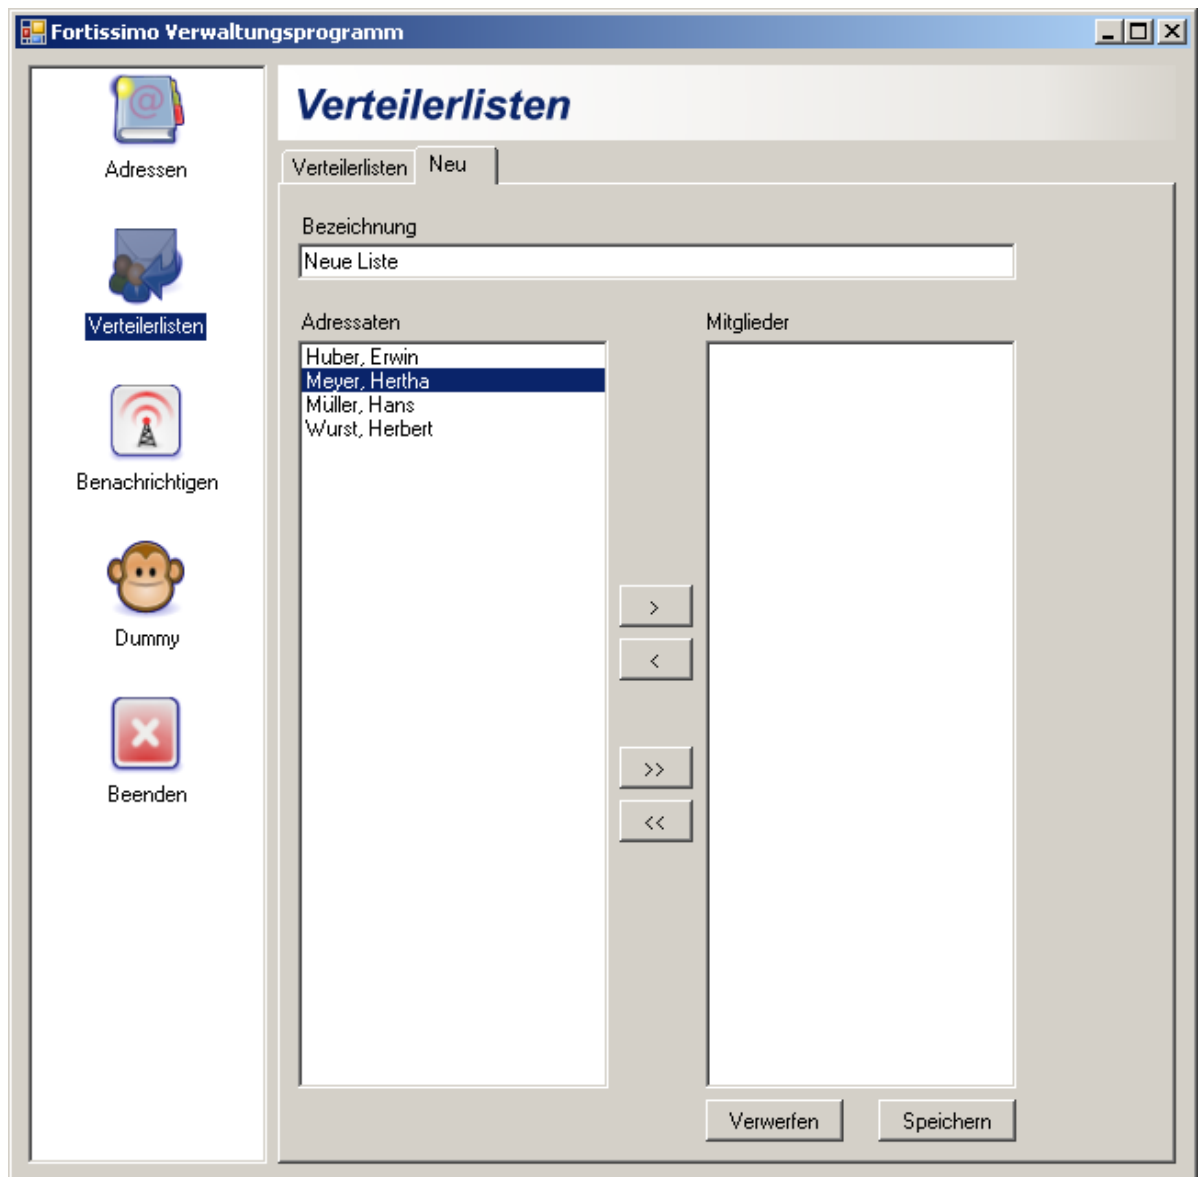 Fortissimo Verwaltungsprogramm
Adressen
Verteilerlisten
Benachrichtigen
Dummy
Beenden
Verteilerlisten
Verteilerlisten Neu
Bezeichnung
Neue Liste
Adressaten
Huber, Erwin
Meyer, Hertha
Müller, Hans
Wurst, Herbert
>
<
>>
<<
Mitglieder
Verwerfen Speichern